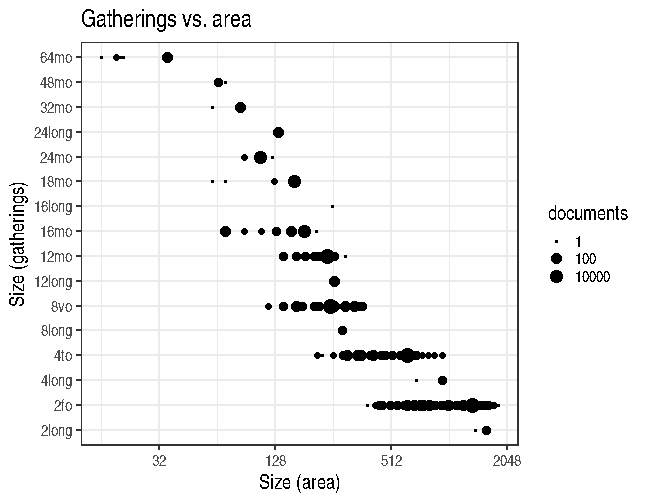 Gatherings vs. area
64mo
48mo
32mo
24long
24mo
18mo
16long
16mo
12mo
12long
8vo
8long
4to
4long
2fo
2long
Size (gatherings)
32
128
512
2048
Size (area)
documents
1
100
10000